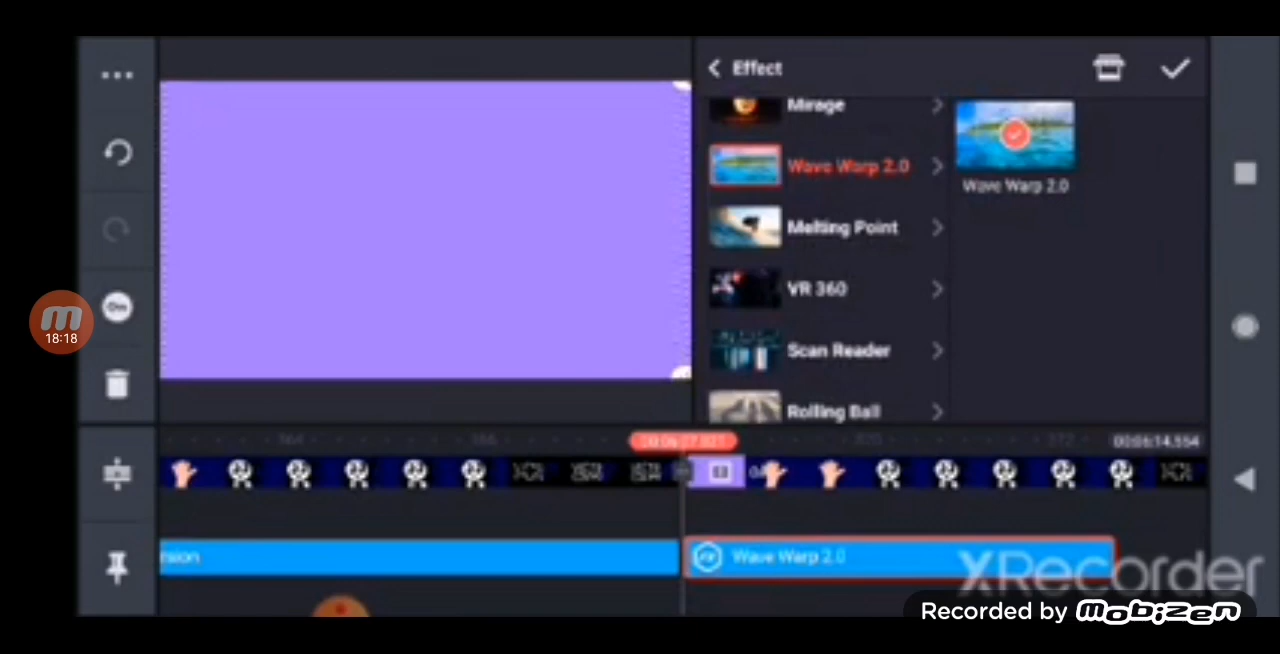 Effect
Mirage
Wave Warp 2.0
Melting Point
VR 360
Scan Reader
Rolling Ball
Wave Warp 2.0
18:18
00:06:14.554
Wave Warp 2.0
XRecorder
Recorded by mobizen